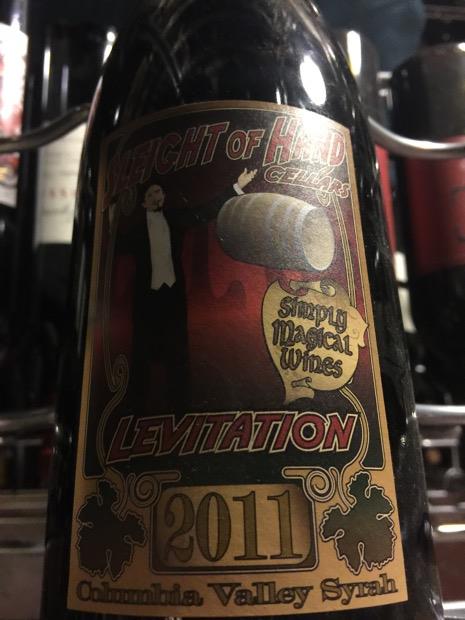 SLEIGHT OF HAND
CELLARS
Simply
Magical
Wines
LEVITATION
2011
Columbia Valley Syrah